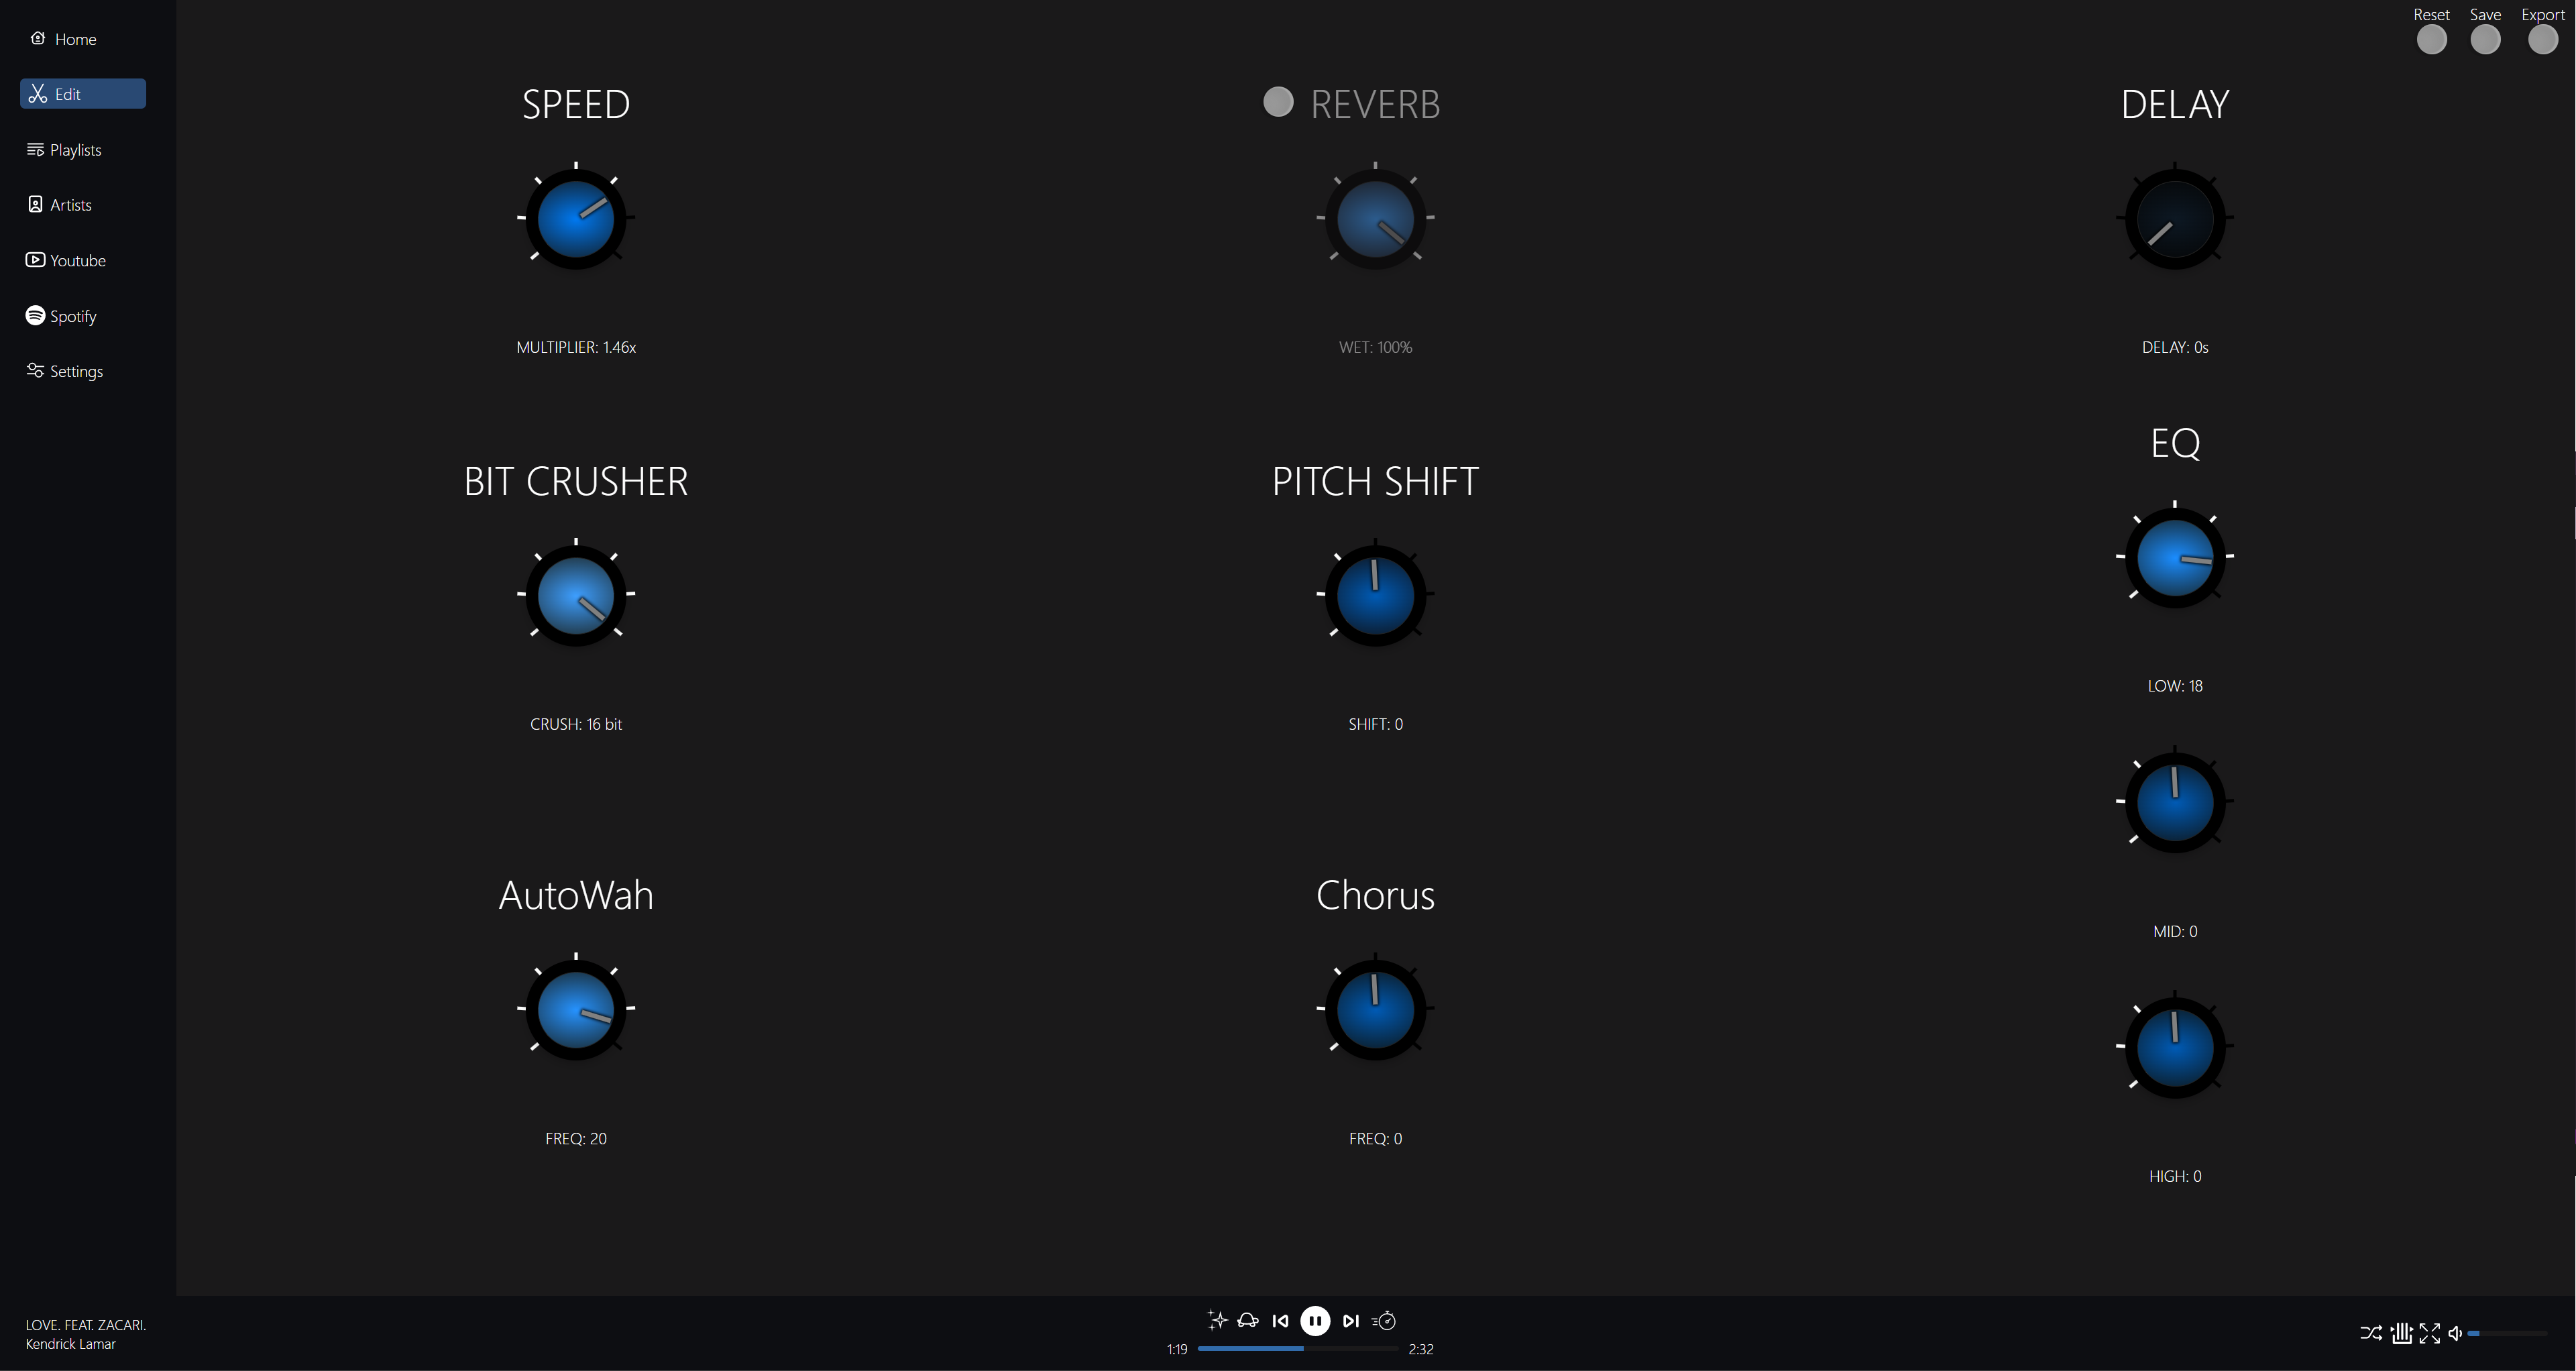 Home
Edit
Playlists
Artists
Youtube
Spotify
Settings
Reset Save Export
SPEED
MULTIPLIER: 1.46x
REVERB
WET: 100%
DELAY
DELAY: 0s
BIT CRUSHER
CRUSH: 16 bit
PITCH SHIFT
SHIFT: 0
EQ
LOW: 18
MID: 0
HIGH: 0
AutoWah
FREQ: 20
Chorus
FREQ: 0
LOVE. FEAT. ZACARI.
Kendrick Lamar
1:19 2:32